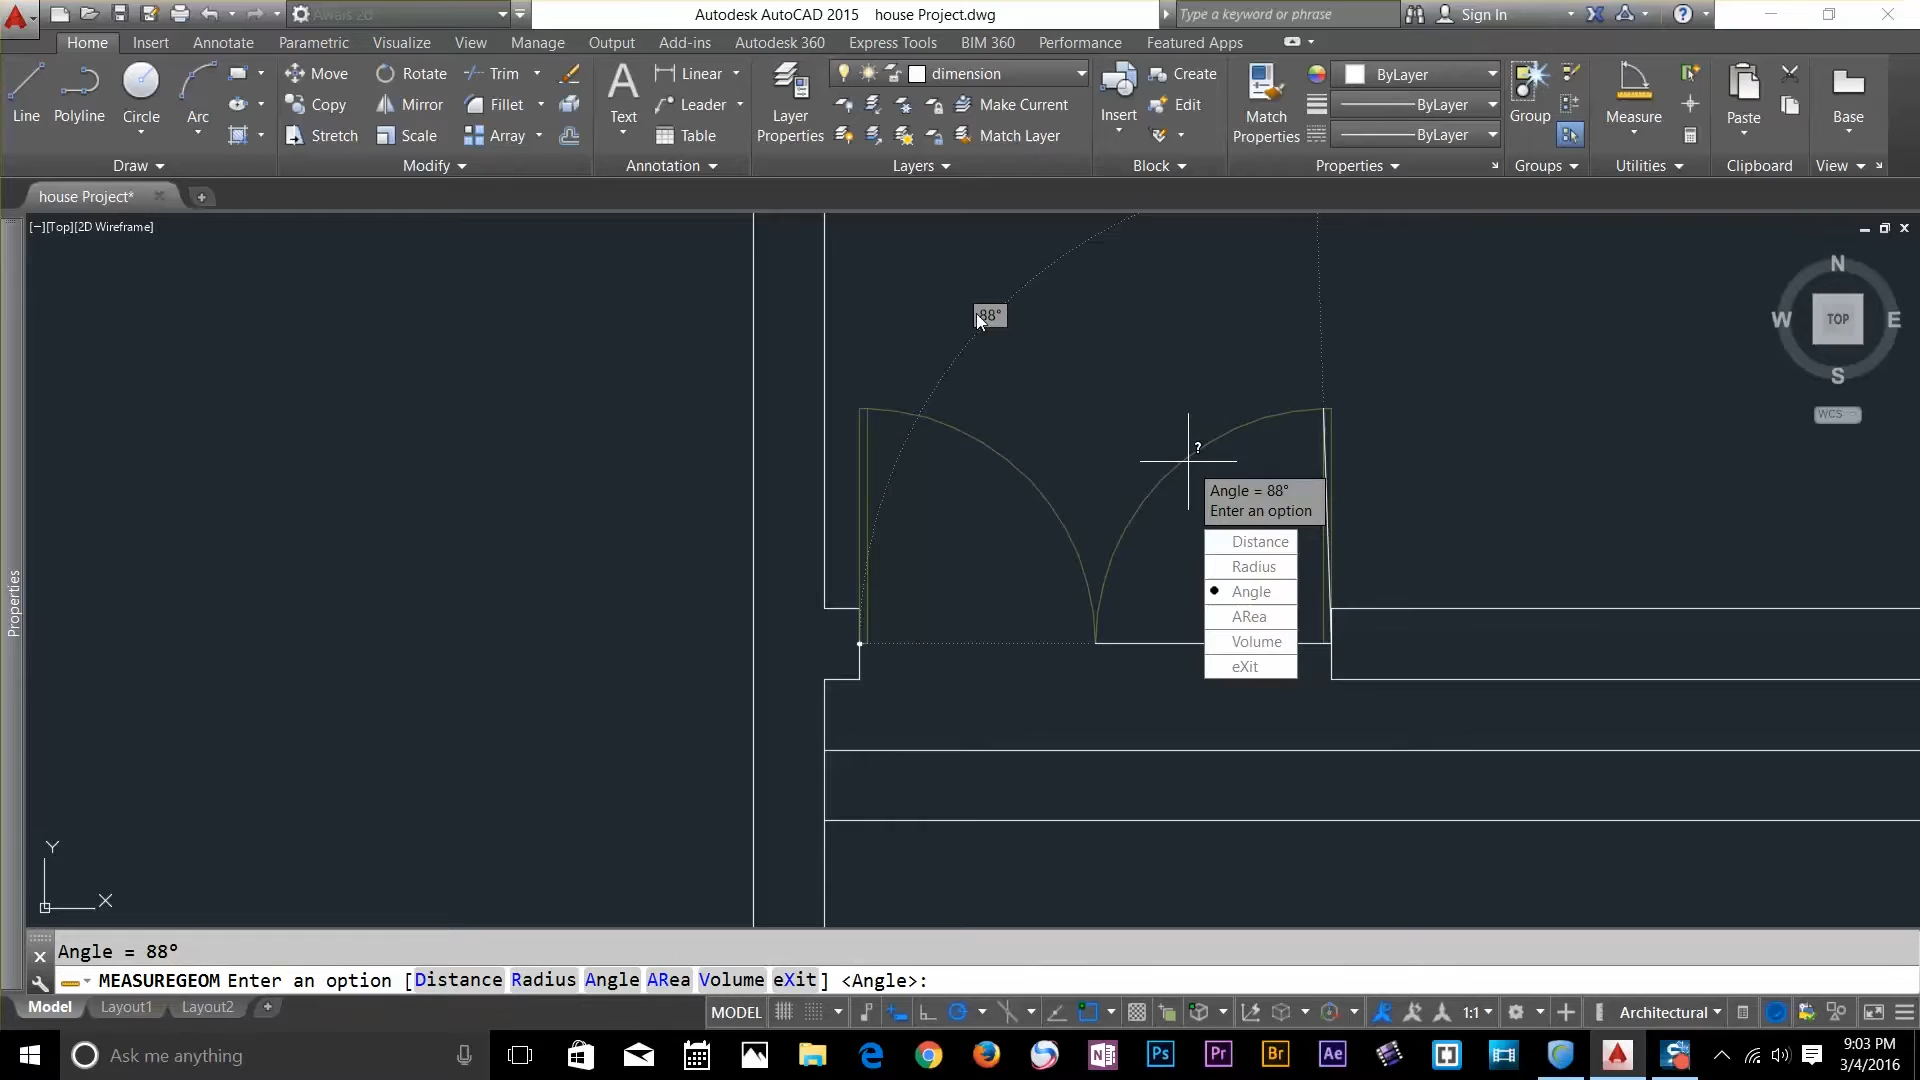 Awais 2d
Autodesk AutoCAD 2015 house Project.dwg
Type a keyword or phrase
Sign In
Home Insert Annotate Parametric Visualize View Manage Output Add-ins Autodesk 360 Express Tools BIM 360 Performance Featured Apps
Line Polyline Circle Arc
Move Rotate Trim
Copy Mirror Fillet
Stretch Scale Array
Text
Linear
Leader
Table
Layer Properties
dimension
Make Current
Match Layer
Insert
Create
Edit
Match Properties
ByLayer
ByLayer
ByLayer
Group
Measure
Paste
Base
Draw Modify Annotation Layers Block Properties Groups Utilities Clipboard View
house Project*
[−][Top][2D Wireframe]
N
W TOP E
S
WCS
88°
?
Angle = 88°
Enter an option
Distance
Radius
Angle
ARea
Volume
eXit
Properties
Y
X
Angle = 88°
MEASUREGEOM Enter an option [Distance Radius Angle ARea Volume eXit] <Angle>:
Model Layout1 Layout2
MODEL
1:1
Architectural
Ask me anything
N
Ps Pr Br Ae
S
9:03 PM
3/4/2016